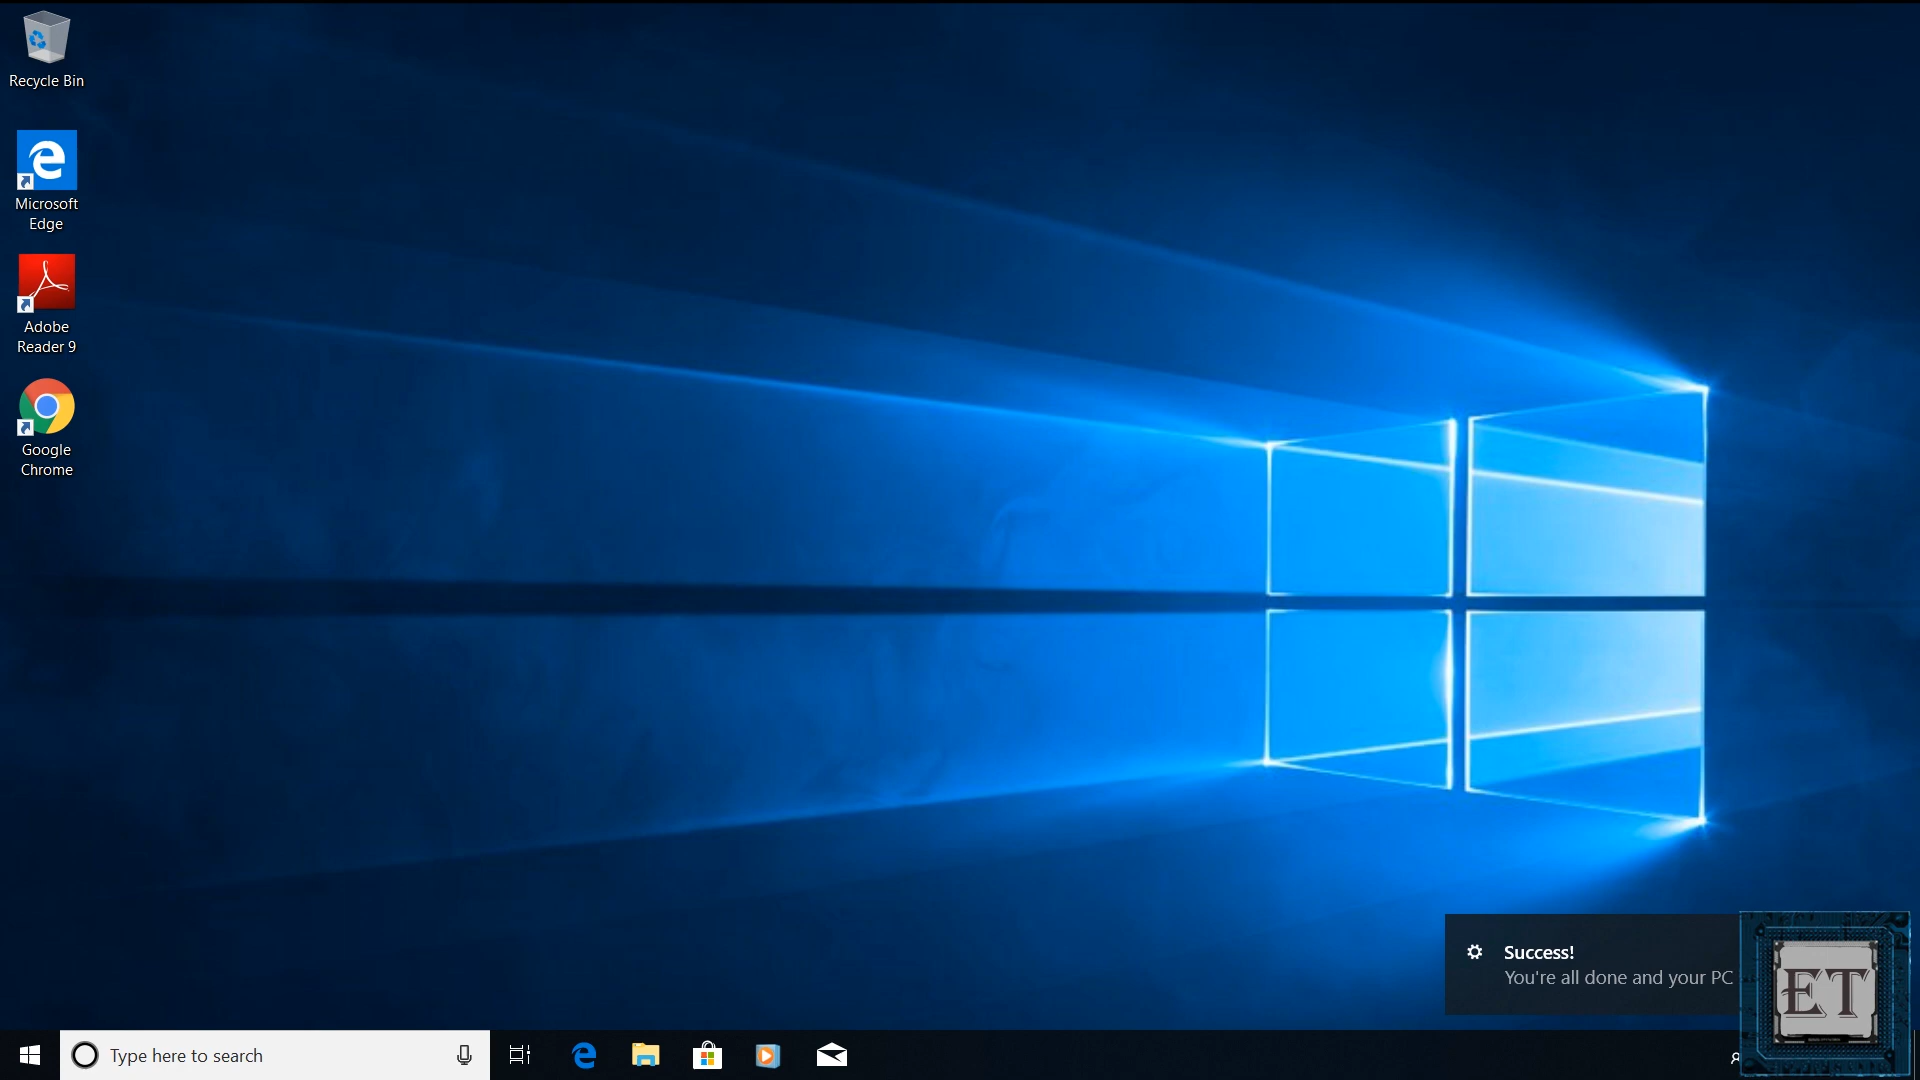 Recycle Bin
Microsoft
Edge
Adobe
Reader 9
Google
Chrome
Success!
You're all done and your PC
ET
Type here to search